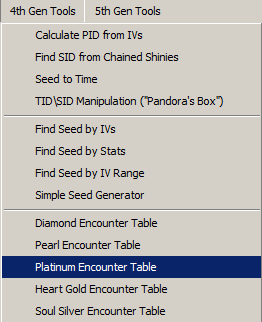 4th Gen Tools 5th Gen Tools
Calculate PID from IVs
Find SID from Chained Shinies
Seed to Time
TID\SID Manipulation ("Pandora's Box")
Find Seed by IVs
Find Seed by Stats
Find Seed by IV Range
Simple Seed Generator
Diamond Encounter Table
Pearl Encounter Table
Platinum Encounter Table
Heart Gold Encounter Table
Soul Silver Encounter Table